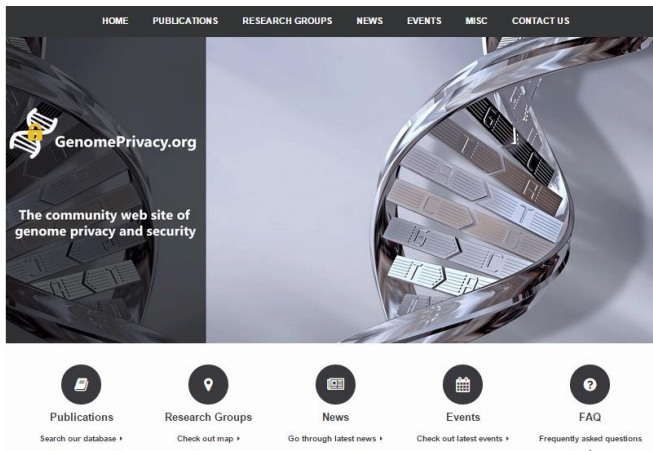 HOME PUBLICATIONS RESEARCH GROUPS NEWS EVENTS MISC CONTACT US
GenomePrivacy.org
The community web site of
genome privacy and security
Publications Research Groups News Events FAQ
Search our database Check out map Go through latest news Check out latest events Frequently asked questions